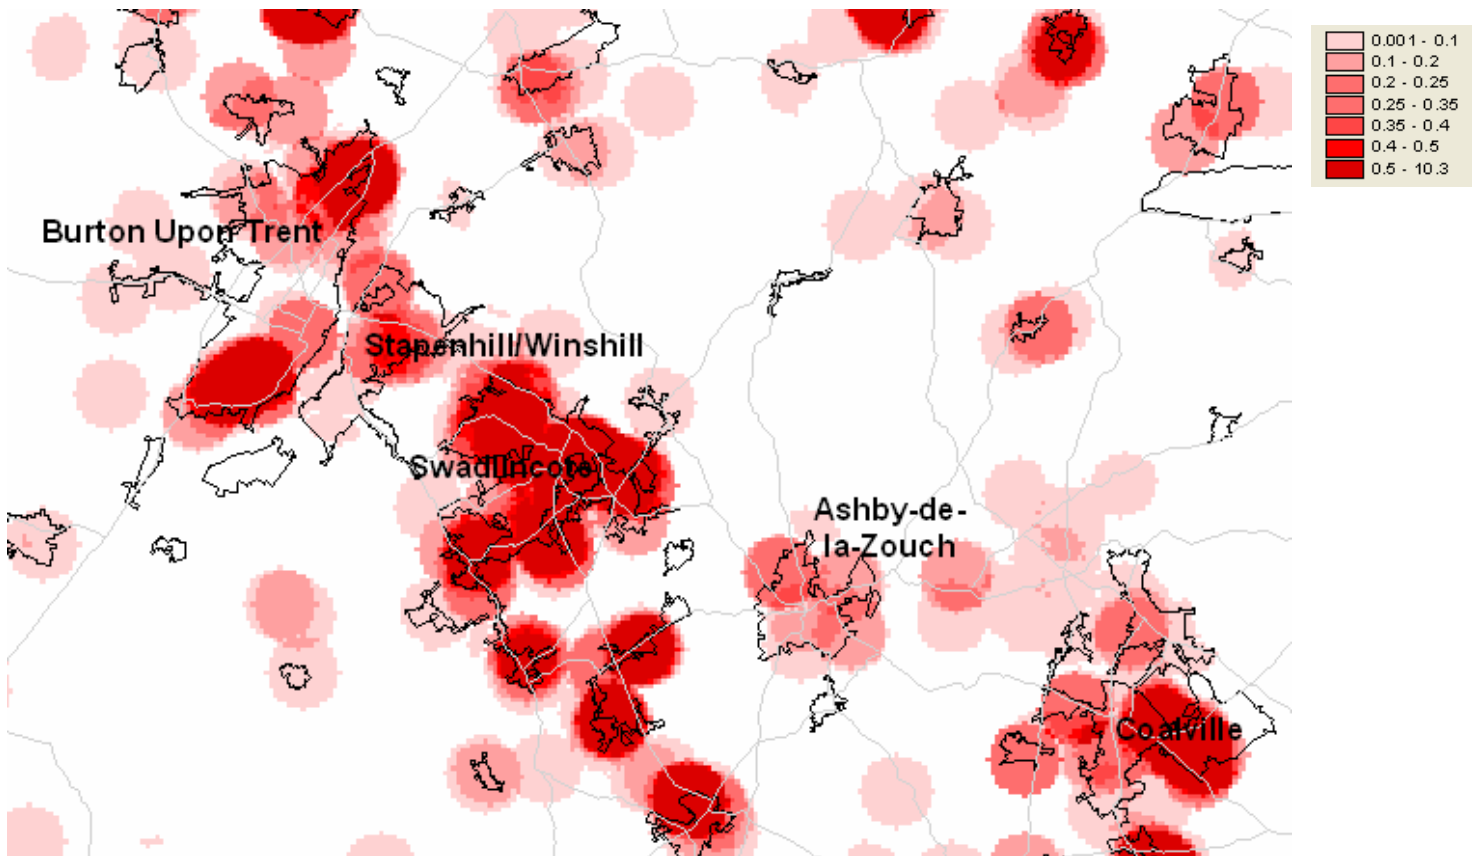 0.001 - 0.1
0.1 - 0.2
0.2 - 0.25
0.25 - 0.35
0.35 - 0.4
0.4 - 0.5
0.5 - 10.3
Burton Upon Trent
Stapenhill/Winshill
Swadlincote
Ashby-de-
la-Zouch
Coalville